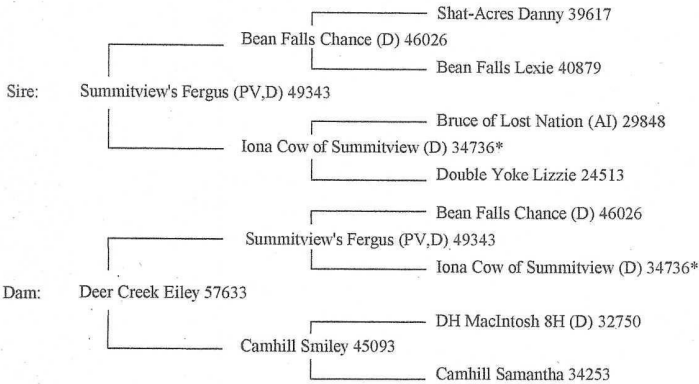 Shat-Acres Danny 39617
Bean Falls Chance (D) 46026
Bean Falls Lexie 40879
Sire: Summitview's Fergus (PV,D) 49343
Bruce of Lost Nation (AI) 29848
Iona Cow of Summitview (D) 34736*
Double Yoke Lizzie 24513
Bean Falls Chance (D) 46026
Summitview's Fergus (PV,D) 49343
Iona Cow of Summitview (D) 34736*
Dam: Deer Creek Eiley 57633
DH MacIntosh 8H (D) 32750
Camhill Smiley 45093
Camhill Samantha 34253